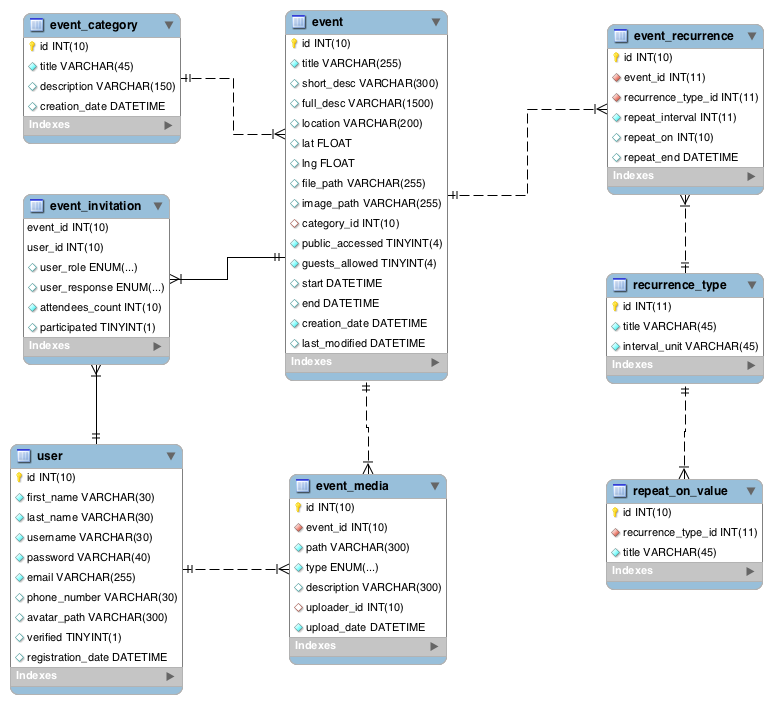 event_category
id INT(10)
title VARCHAR(45)
description VARCHAR(150)
creation_date DATETIME
Indexes
event
id INT(10)
title VARCHAR(255)
short_desc VARCHAR(300)
full_desc VARCHAR(1500)
location VARCHAR(200)
lat FLOAT
lng FLOAT
file_path VARCHAR(255)
image_path VARCHAR(255)
category_id INT(10)
public_accessed TINYINT(4)
guests_allowed TINYINT(4)
start DATETIME
end DATETIME
creation_date DATETIME
last_modified DATETIME
Indexes
event_recurrence
id INT(10)
event_id INT(11)
recurrence_type_id INT(11)
repeat_interval INT(11)
repeat_on INT(10)
repeat_end DATETIME
Indexes
event_invitation
event_id INT(10)
user_id INT(10)
user_role ENUM(...)
user_response ENUM(...)
attendees_count INT(10)
participated TINYINT(1)
Indexes
recurrence_type
id INT(11)
title VARCHAR(45)
interval_unit VARCHAR(45)
Indexes
user
id INT(10)
first_name VARCHAR(30)
last_name VARCHAR(30)
username VARCHAR(30)
password VARCHAR(40)
email VARCHAR(255)
phone_number VARCHAR(30)
avatar_path VARCHAR(300)
verified TINYINT(1)
registration_date DATETIME
Indexes
event_media
id INT(10)
event_id INT(10)
path VARCHAR(300)
type ENUM(...)
description VARCHAR(300)
uploader_id INT(10)
upload_date DATETIME
Indexes
repeat_on_value
id INT(10)
recurrence_type_id INT(11)
title VARCHAR(45)
Indexes